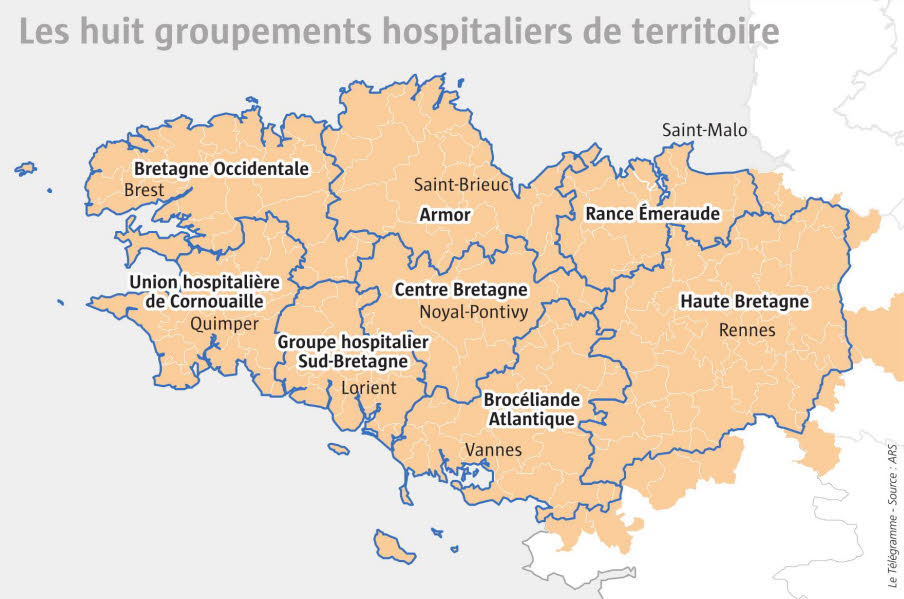 Les huit groupements hospitaliers de territoire
Saint-Malo
Bretagne Occidentale
Brest
Saint-Brieuc
Armor
Rance Émeraude
Union hospitalière
de Cornouaille
Quimper
Centre Bretagne
Noyal-Pontivy
Haute Bretagne
Rennes
Groupe hospitalier
Sud-Bretagne
Lorient
Brocéliande
Atlantique
Vannes
Le Télégramme - Source : ARS